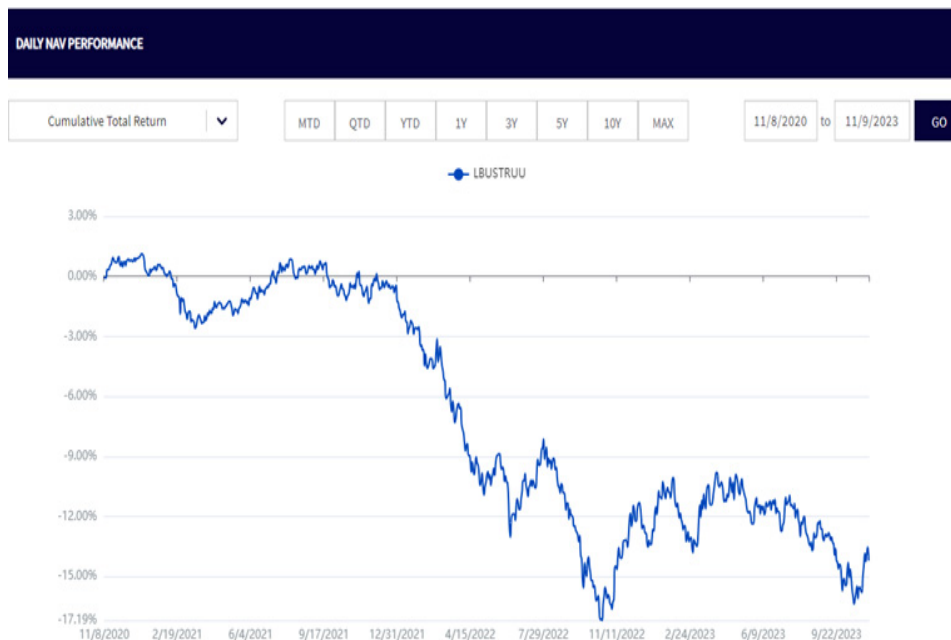 DAILY NAV PERFORMANCE
Cumulative Total Return MTD QTD YTD 1Y 3Y 5Y 10Y MAX 11/8/2020 to 11/9/2023 GO
LBUSTRUU
3.00%
0.00%
-3.00%
-6.00%
-9.00%
-12.00%
-15.00%
-17.19%
11/8/2020 2/19/2021 6/4/2021 9/17/2021 12/31/2021 4/15/2022 7/29/2022 11/11/2022 2/24/2023 6/9/2023 9/22/2023